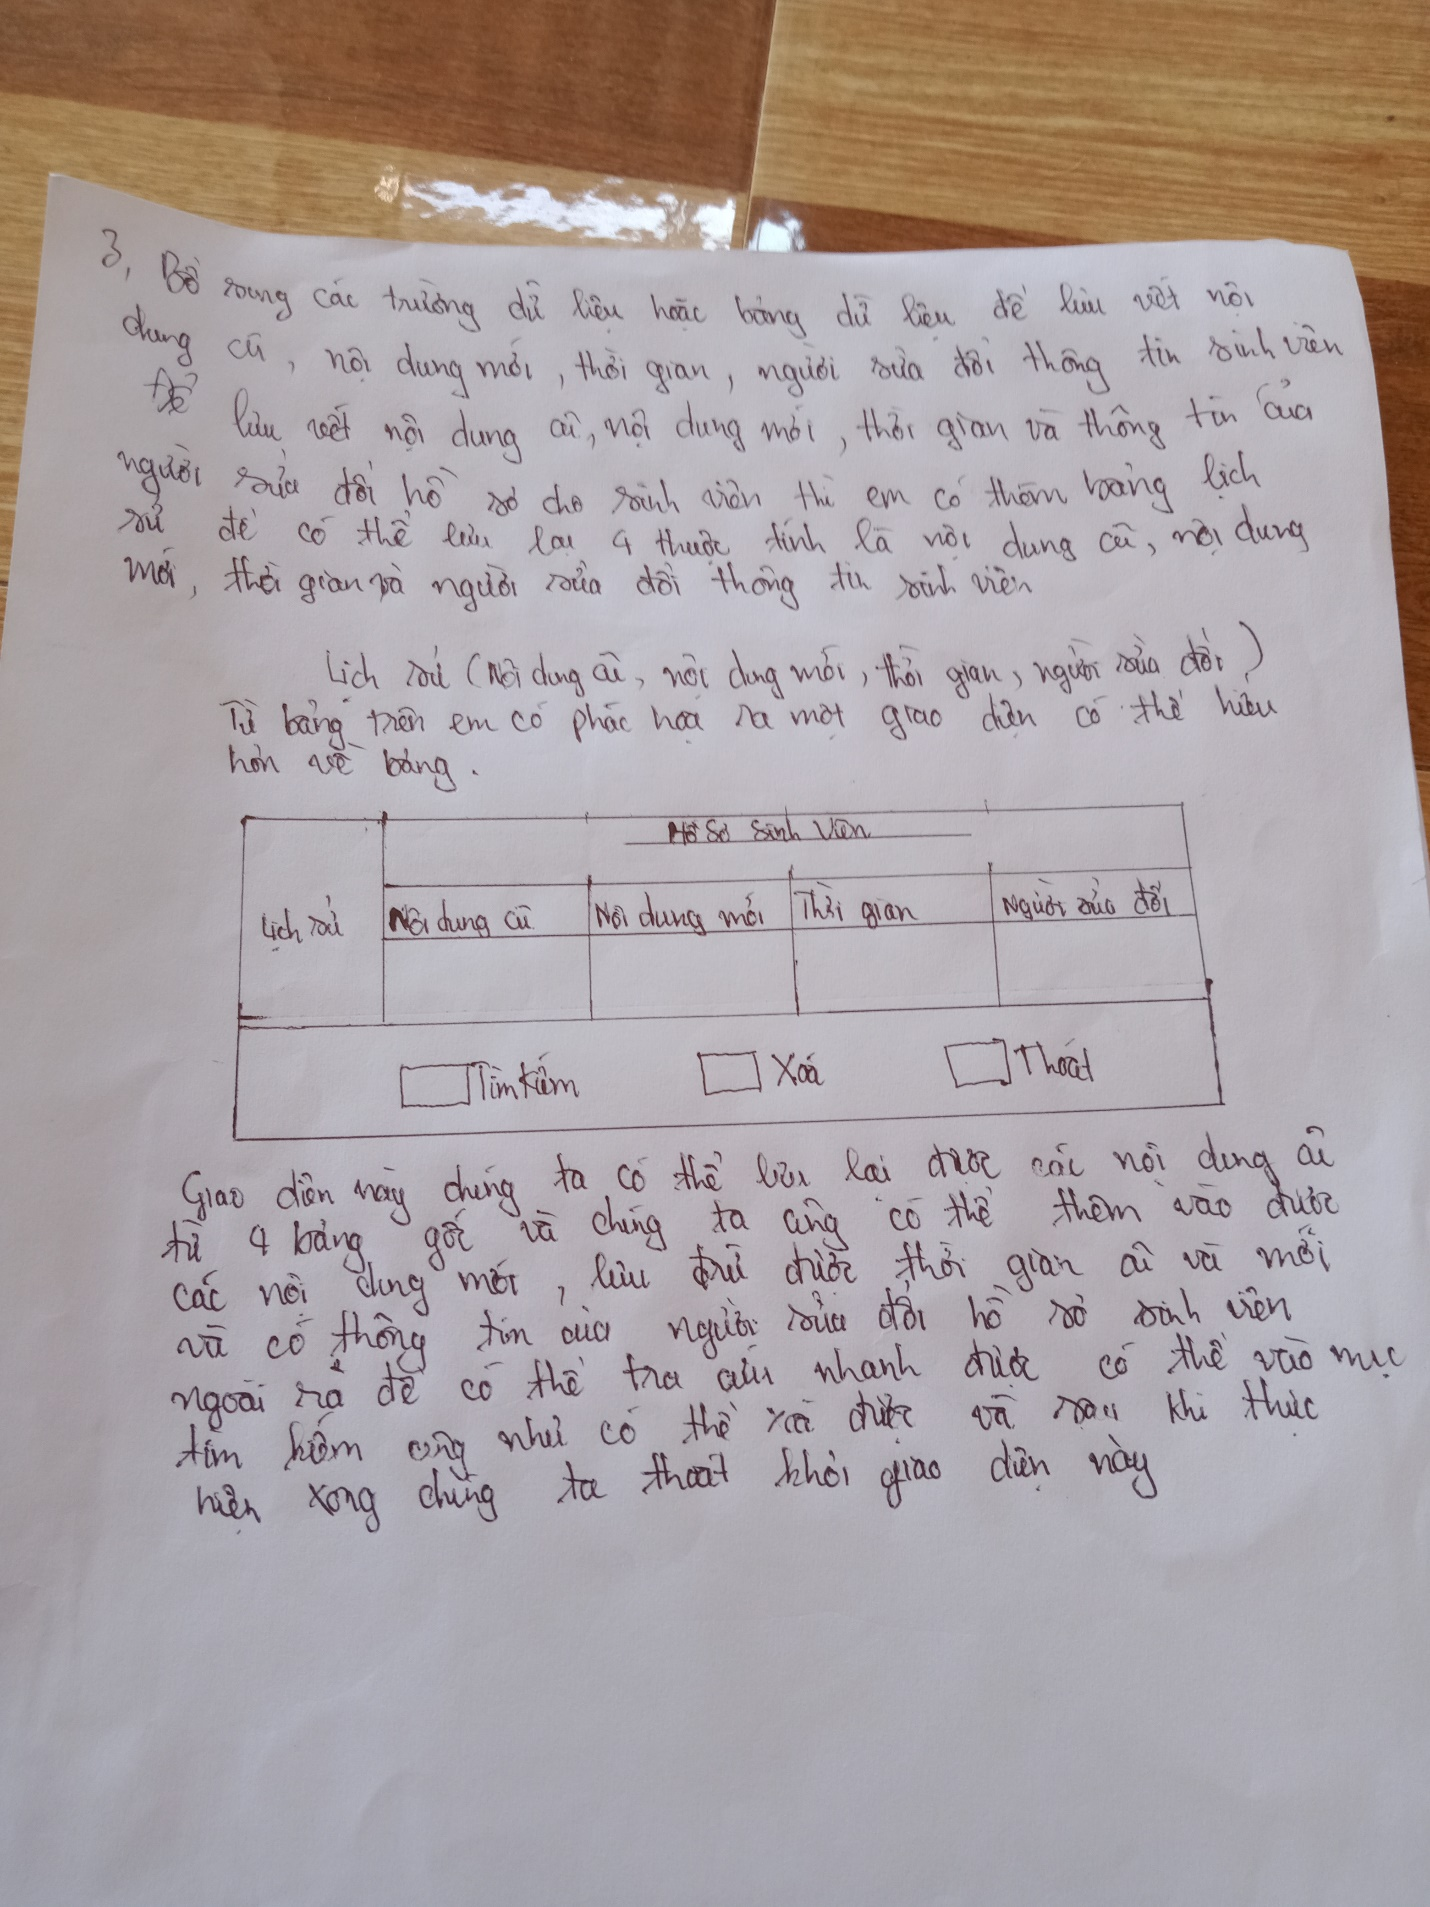 3, Bổ sung các trường dữ liệu hoặc bảng dữ liệu để lưu vết nội
dung cũ, nội dung mới, thời gian, người sửa đổi thông tin sinh viên
Để lưu vết nội dung cũ, nội dung mới, thời gian và thông tin của
người sửa đổi hồ sơ cho sinh viên thì em có thêm bảng lịch
sử để có thể lưu lại 4 thuộc tính là nội dung cũ, nội dung
mới, thời gian và người sửa đổi thông tin sinh viên
Lịch sử (Nội dung cũ, nội dung mới, thời gian, người sửa đổi)
Từ bảng trên em có phác hoạ ra một giao diện có thể hiểu
hơn về bảng.
Hồ Sơ Sinh Viên
Lịch sử
Nội dung cũ
Nội dung mới
Thời gian
Người sửa đổi
Tìm kiếm
Xoá
Thoát
Giao diện này chúng ta có thể lưu lại được các nội dung cũ
từ 4 bảng gốc và chúng ta cũng có thể thêm vào được
các nội dung mới, lưu trữ được thời gian cũ và mới
và có thông tin của người sửa đổi hồ sơ sinh viên
ngoài ra để có thể tra cứu nhanh được có thể vào mục
tìm kiếm cũng như có thể xoá được và sau khi thực
hiện xong chúng ta thoát khỏi giao diện này